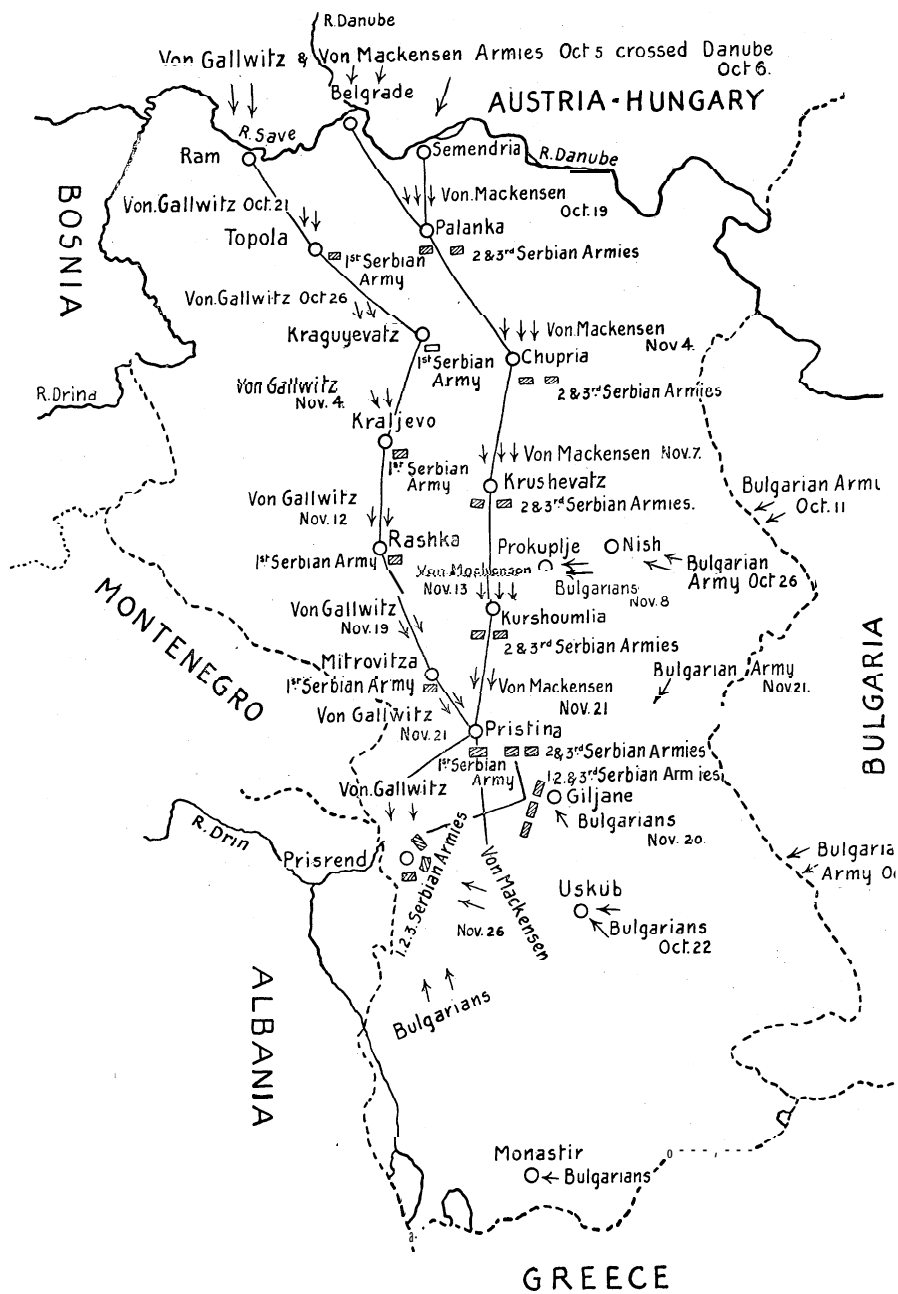 R. Danube
Von Gallwitz & Von Mackensen Armies Oct 5 crossed Danube
Oct 6.
Belgrade
AUSTRIA-HUNGARY
R. Save
Ram
Semendria
R. Danube
BOSNIA
Von. Gallwitz Oct. 21
Von. Mackensen
Oct. 19
Topola
Palanka
1st Serbian
Army
2 & 3rd Serbian Armies
Von. Gallwitz Oct 26
Kraguyevatz
Von. Mackensen
Nov 4.
1st Serbian
Army
Chupria
R. Drina
Von Gallwitz
Nov. 4.
2 & 3rd Serbian Armies
Kraljevo
1st Serbian
Army
Von Mackensen Nov. 7.
Krushevatz
2 & 3rd Serbian Armies.
Bulgarian
Oct. 11
Von Gallwitz
Nov. 12
Rashka
1st Serbian Army
Prokuplje
Nish
Von Mackensen
Nov. 13
Bulgarians
Nov. 8
Bulgarian
Army Oct 26
MONTENEGRO
Von Gallwitz
Nov. 19
Kurshoumlia
2 & 3rd Serbian Armies
BULGARIA
Mitrovitza
1st Serbian Army
Bulgarian Army
Nov 21.
Von Gallwitz
Nov. 21
Von Mackensen
Nov. 21
Pristina
1st Serbian
Army
2 & 3rd Serbian Armies
1. 2. & 3rd Serbian Armies
Von. Gallwitz
Giljane
Bulgarians
Nov. 20.
R. Drin
Prisrend
1. 2. 3. Serbian Armies
Von Mackensen
Bulgaria
Army
Uskub
Bulgarians
Oct. 22
Nov. 26
Bulgarians
ALBANIA
Monastir
Bulgarians
GREECE